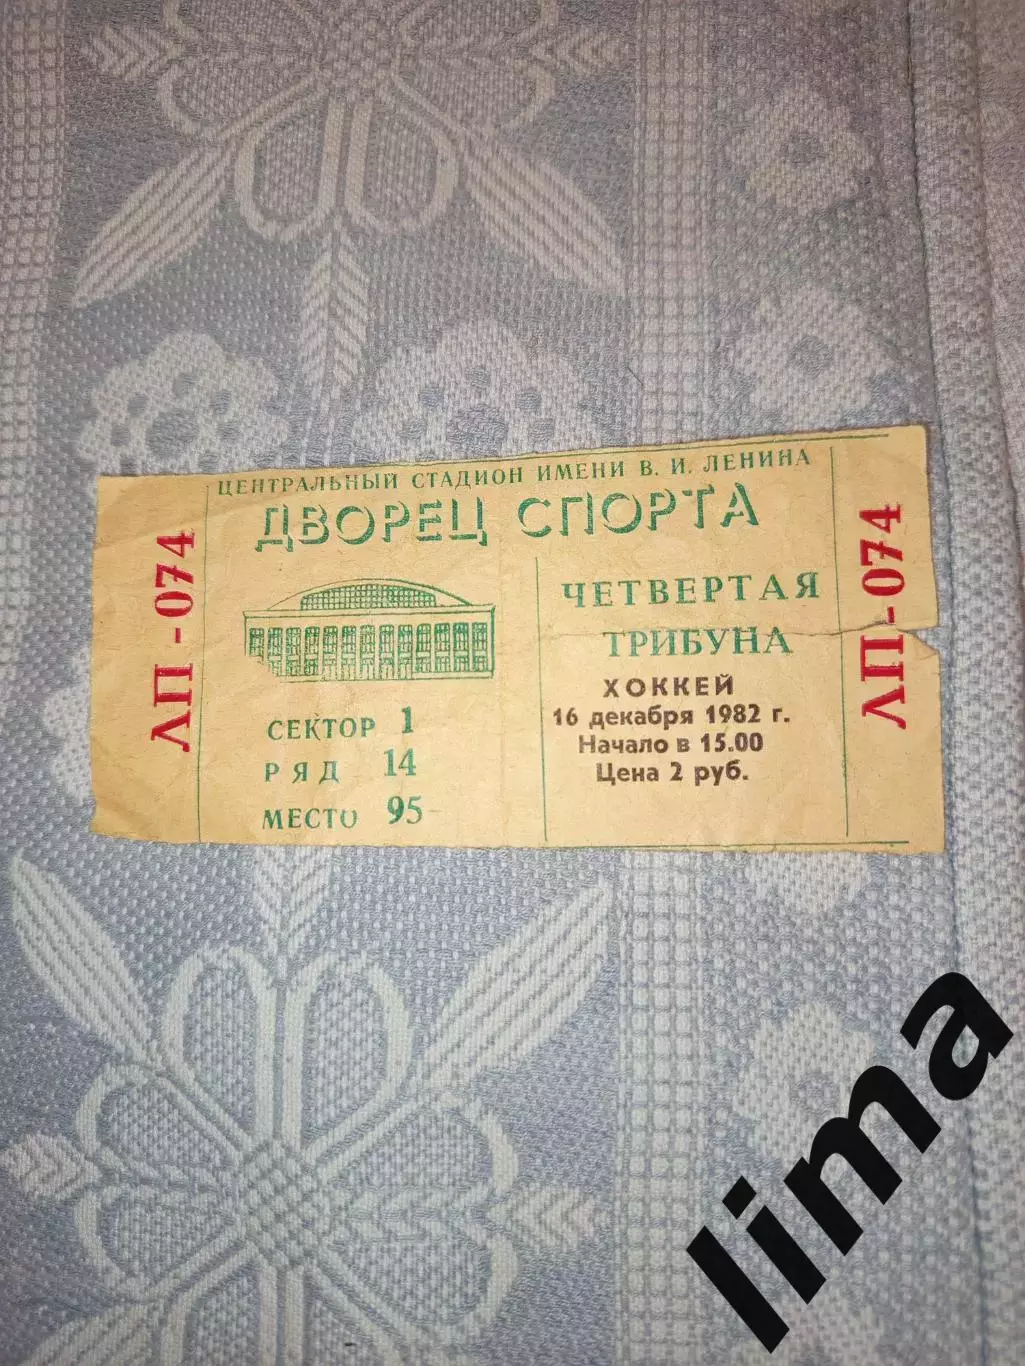 ЦЕНТРАЛЬНЫЙ СТАДИОН ИМЕНИ В. И. ЛЕНИНА
ДВОРЕЦ СПОРТА
ЛП-074
ЧЕТВЕРТАЯ
ТРИБУНА
ХОККЕЙ
16 декабря 1982 г.
Начало в 15.00
Цена 2 руб.
СЕКТОР 1
РЯД 14
МЕСТО 95
ЛП-074
lima